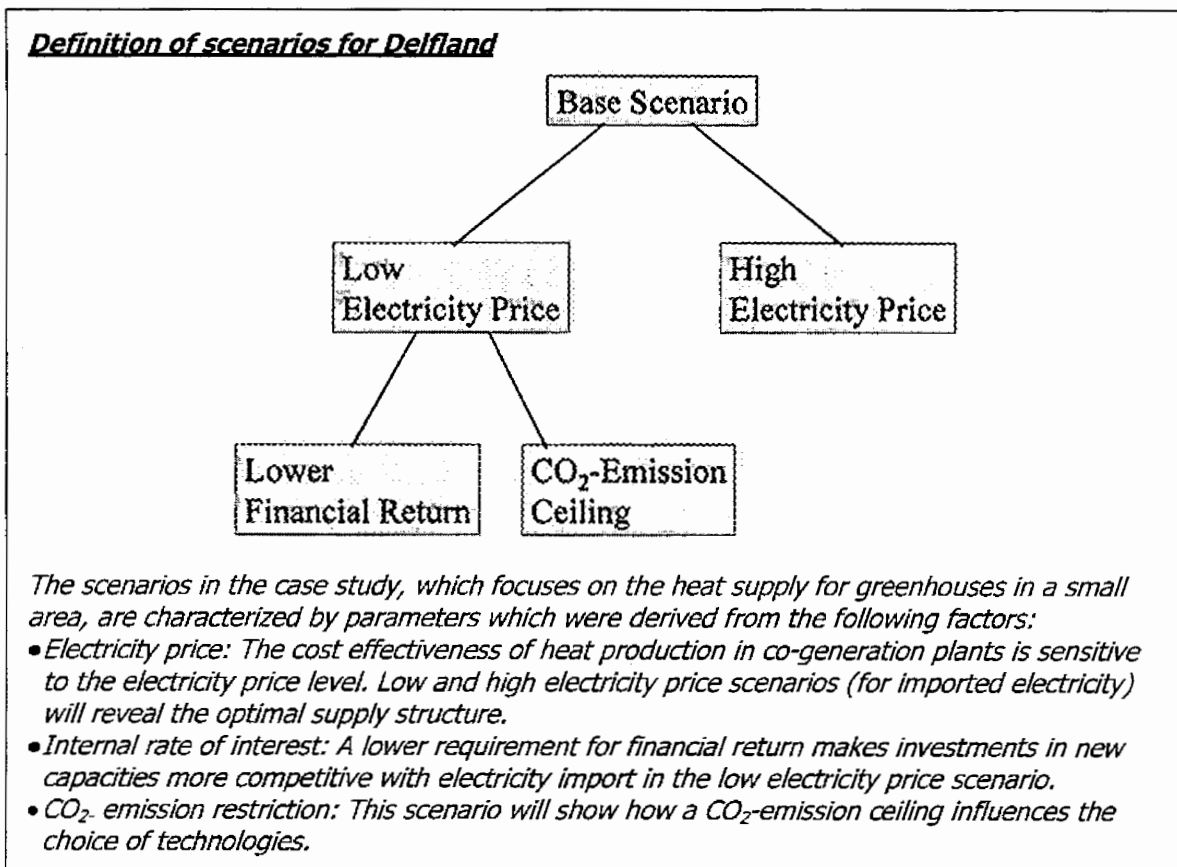 Definition of scenarios for Delfland
Base Scenario
Low
Electricity Price
High
Electricity Price
Lower
Financial Return
CO₂-Emission
Ceiling
The scenarios in the case study, which focuses on the heat supply for greenhouses in a small
area, are characterized by parameters which were derived from the following factors:
• Electricity price: The cost effectiveness of heat production in co-generation plants is sensitive
to the electricity price level. Low and high electricity price scenarios (for imported electricity)
will reveal the optimal supply structure.
• Internal rate of interest: A lower requirement for financial return makes investments in new
capacities more competitive with electricity import in the low electricity price scenario.
• CO₂- emission restriction: This scenario will show how a CO₂-emission ceiling influences the
choice of technologies.